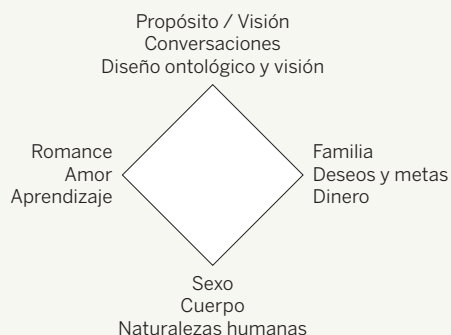 Propósito / Visión
Conversaciones
Diseño ontológico y visión
Romance
Amor
Aprendizaje
Familia
Deseos y metas
Dinero
Sexo
Cuerpo
Naturalezas humanas